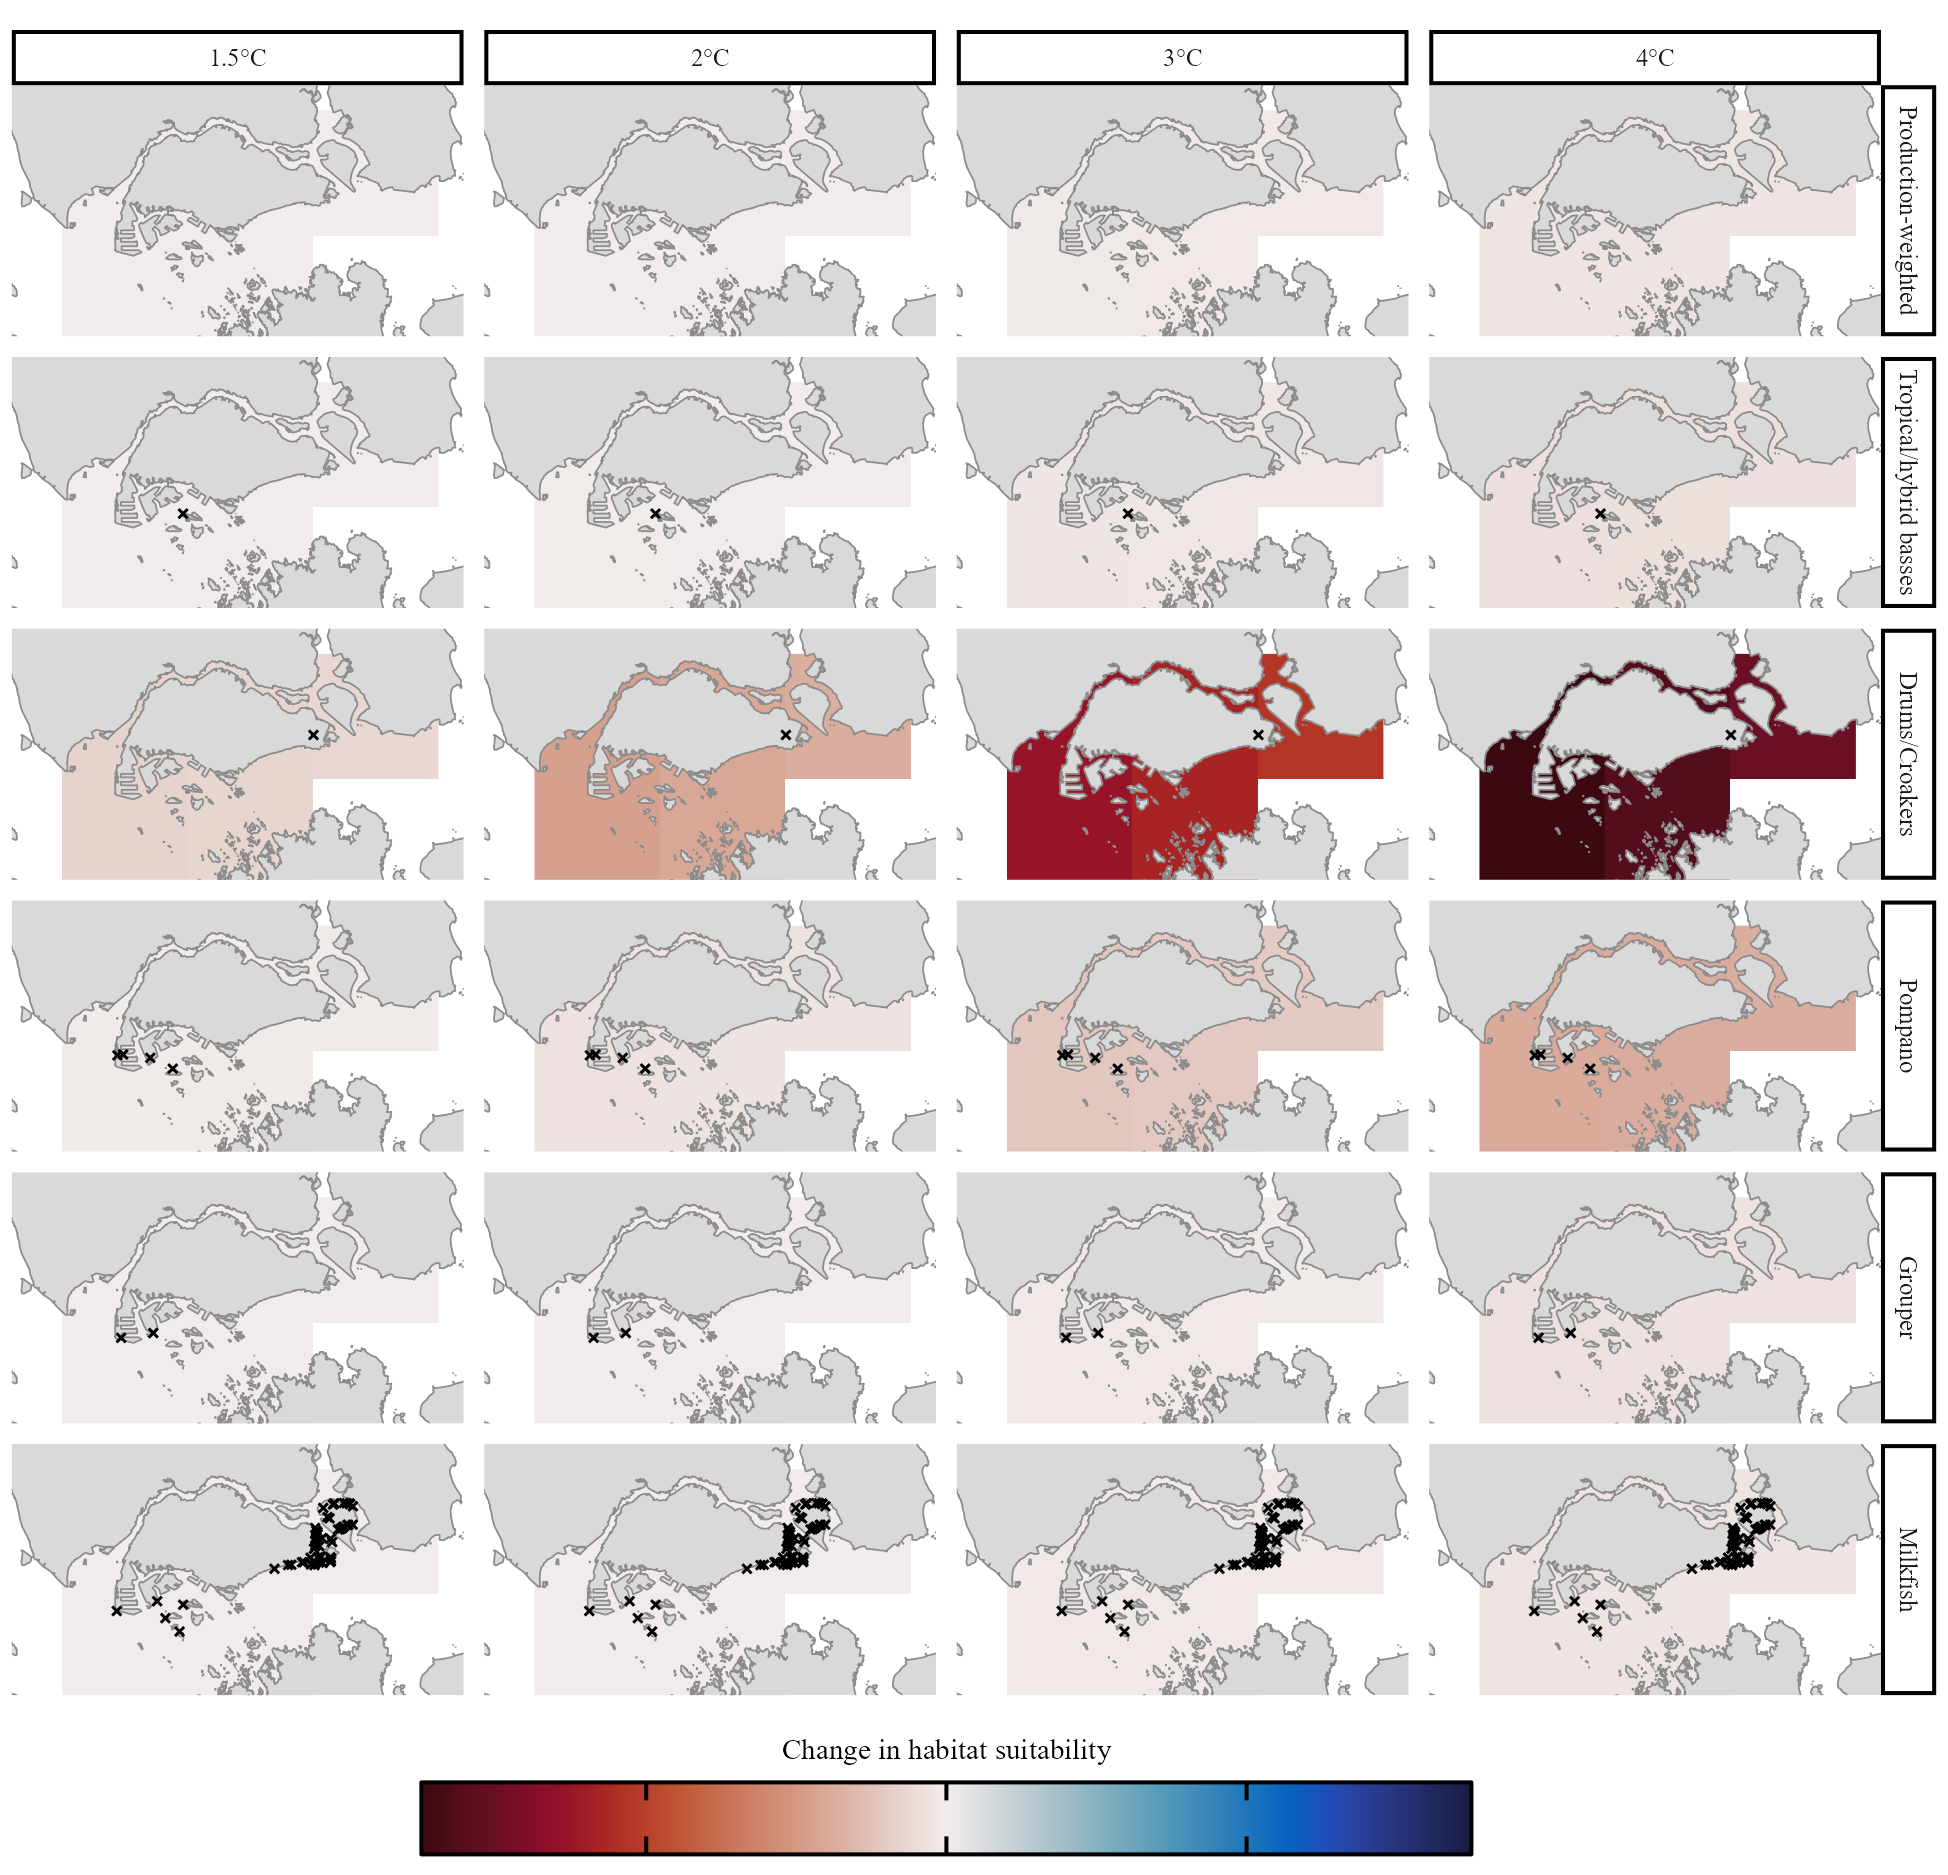 1.5°C
2°C
3°C
4°C
Production-weighted
Tropical/hybrid basses
Drums/Croakers
Pompano
Grouper
Milkfish
Change in habitat suitability